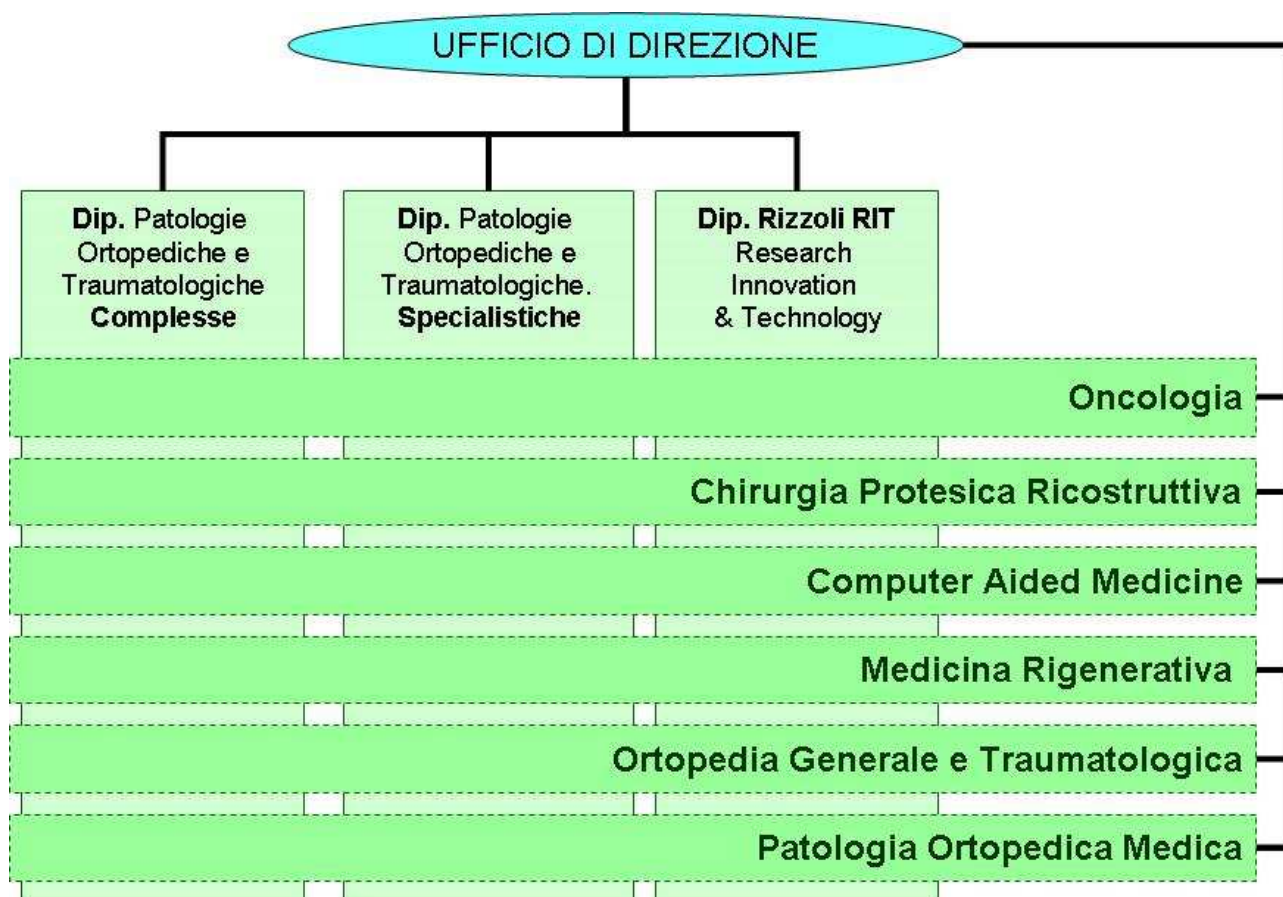 UFFICIO DI DIREZIONE
Dip. Patologie
Ortopediche e
Traumatologiche
Complesse
Dip. Patologie
Ortopediche e
Traumatologiche.
Specialistiche
Dip. Rizzoli RIT
Research
Innovation
& Technology
Oncologia
Chirurgia Protesica Ricostruttiva
Computer Aided Medicine
Medicina Rigenerativa
Ortopedia Generale e Traumatologica
Patologia Ortopedica Medica